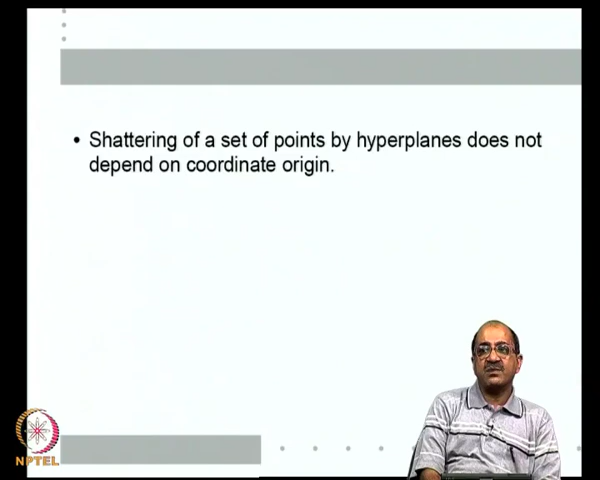 • Shattering of a set of points by hyperplanes does not
depend on coordinate origin.
NPTEL